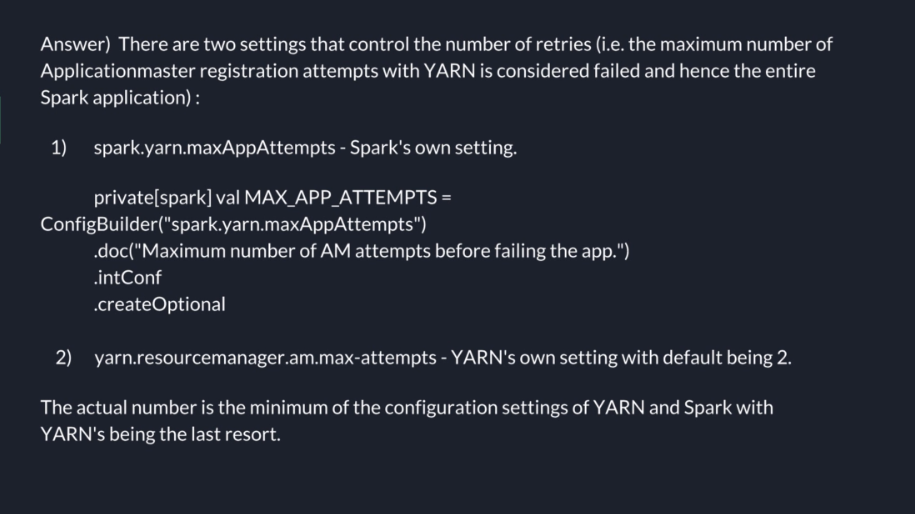 Answer) There are two settings that control the number of retries (i.e. the maximum number of
Applicationmaster registration attempts with YARN is considered failed and hence the entire
Spark application) :
1) spark.yarn.maxAppAttempts - Spark's own setting.
private[spark] val MAX_APP_ATTEMPTS =
ConfigBuilder("spark.yarn.maxAppAttempts")
.doc("Maximum number of AM attempts before failing the app.")
.intConf
.createOptional
2) yarn.resourcemanager.am.max-attempts - YARN's own setting with default being 2.
The actual number is the minimum of the configuration settings of YARN and Spark with
YARN's being the last resort.